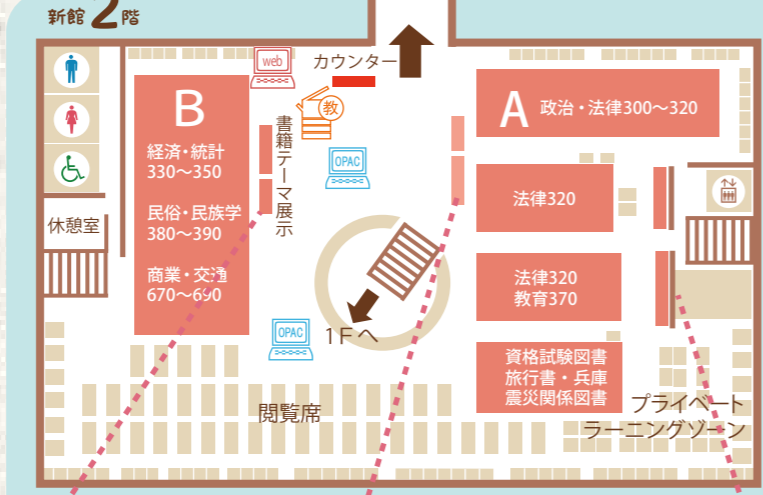 新館2階
web
カウンター
教
B
経済・統計
330～350
民俗・民族学
380～390
商業・交通
670～690
書籍テーマ展示
OPAC
A 政治・法律300～320
法律320
休憩室
法律320
教育370
1Fへ
OPAC
資格試験図書
旅行書・兵庫
震災関係図書
閲覧席
プライベート
ラーニングゾーン